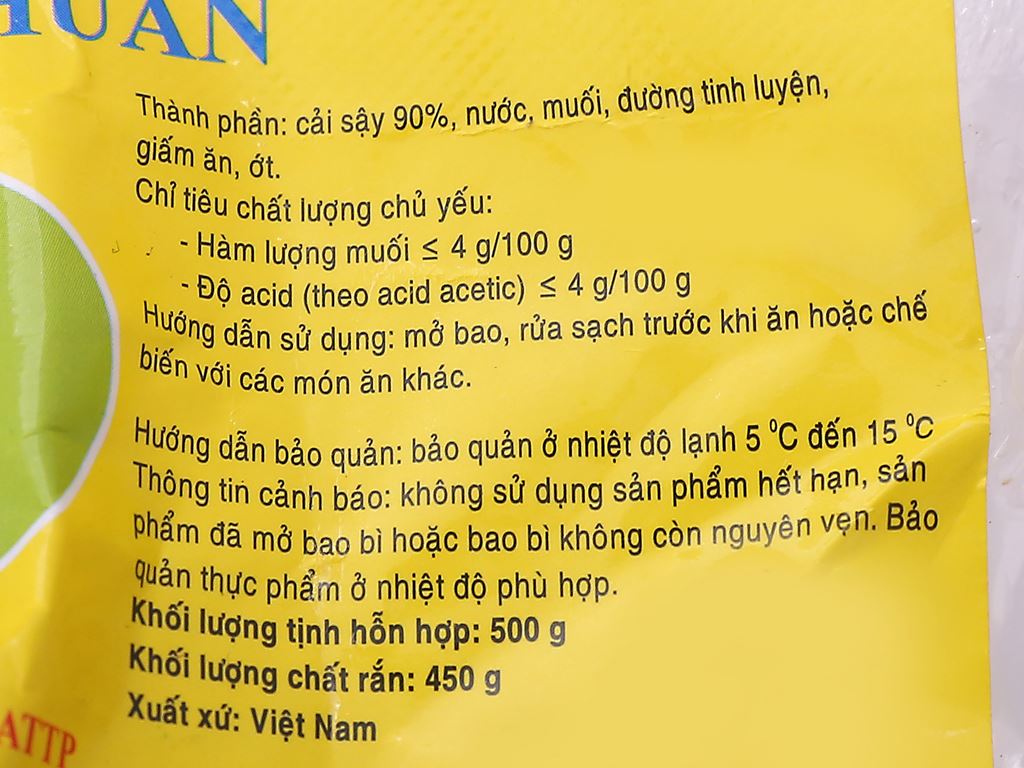 HUẤN
Thành phần: cải sậy 90%, nước, muối, đường tinh luyện,
giấm ăn, ớt.
Chỉ tiêu chất lượng chủ yếu:
- Hàm lượng muối ≤ 4 g/100 g
- Độ acid (theo acid acetic) ≤ 4 g/100 g
Hướng dẫn sử dụng: mở bao, rửa sạch trước khi ăn hoặc chế
biến với các món ăn khác.
Hướng dẫn bảo quản: bảo quản ở nhiệt độ lạnh 5 ⁰C đến 15 ⁰C
Thông tin cảnh báo: không sử dụng sản phẩm hết hạn, sản
phẩm đã mở bao bì hoặc bao bì không còn nguyên vẹn. Bảo
quản thực phẩm ở nhiệt độ phù hợp.
Khối lượng tịnh hỗn hợp: 500 g
Khối lượng chất rắn: 450 g
Xuất xứ: Việt Nam
ATTP